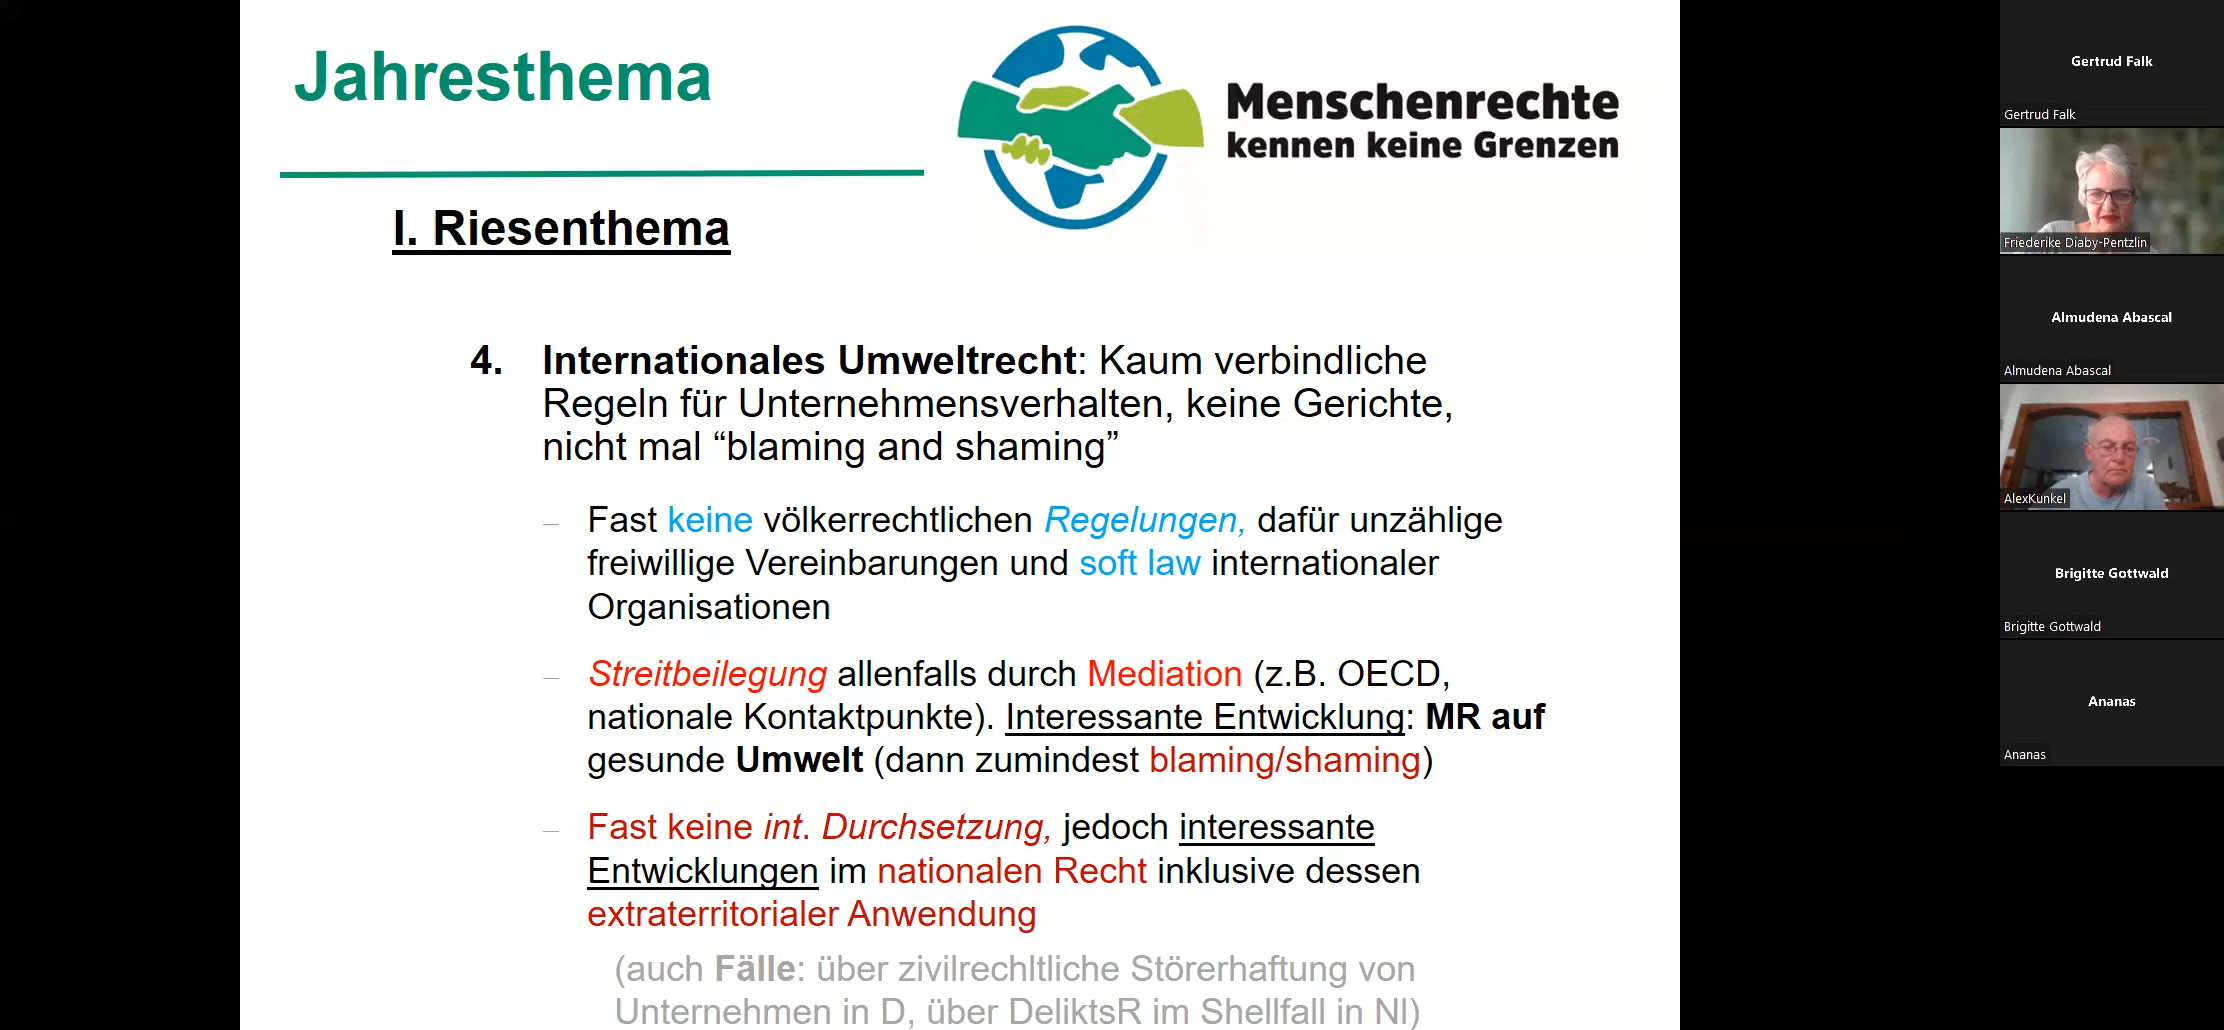 Jahresthema
Menschenrechte
kennen keine Grenzen
I. Riesenthema
4. Internationales Umweltrecht: Kaum verbindliche
Regeln für Unternehmensverhalten, keine Gerichte,
nicht mal “blaming and shaming”
– Fast keine völkerrechtlichen Regelungen, dafür unzählige
freiwillige Vereinbarungen und soft law internationaler
Organisationen
– Streitbeilegung allenfalls durch Mediation (z.B. OECD,
nationale Kontaktpunkte). Interessante Entwicklung: MR auf
gesunde Umwelt (dann zumindest blaming/shaming)
– Fast keine int. Durchsetzung, jedoch interessante
Entwicklungen im nationalen Recht inklusive dessen
extraterritorialer Anwendung
(auch Fälle: über zivilrechltliche Störerhaftung von
Unternehmen in D, über DeliktsR im Shellfall in Nl)
Gertrud Falk
Gertrud Falk
Friederike Diaby-Pentzlin
Almudena Abascal
Almudena Abascal
AlexKunkel
Brigitte Gottwald
Brigitte Gottwald
Ananas
Ananas